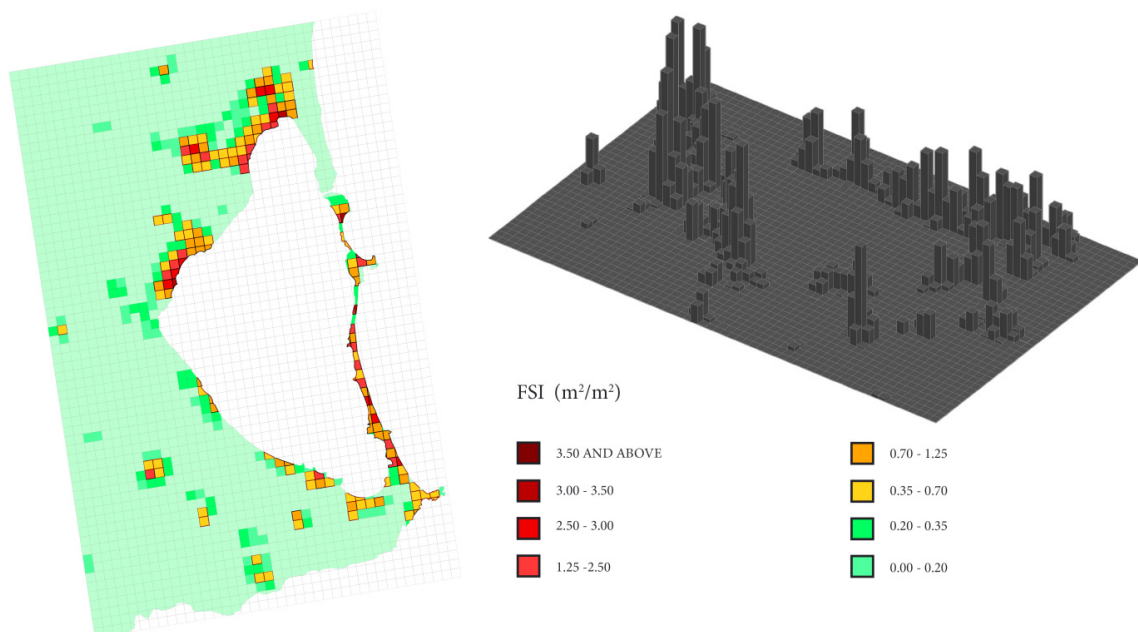 FSI (m²/m²)
3.50 AND ABOVE
3.00 - 3.50
2.50 - 3.00
1.25 -2.50
0.70 - 1.25
0.35 - 0.70
0.20 - 0.35
0.00 - 0.20